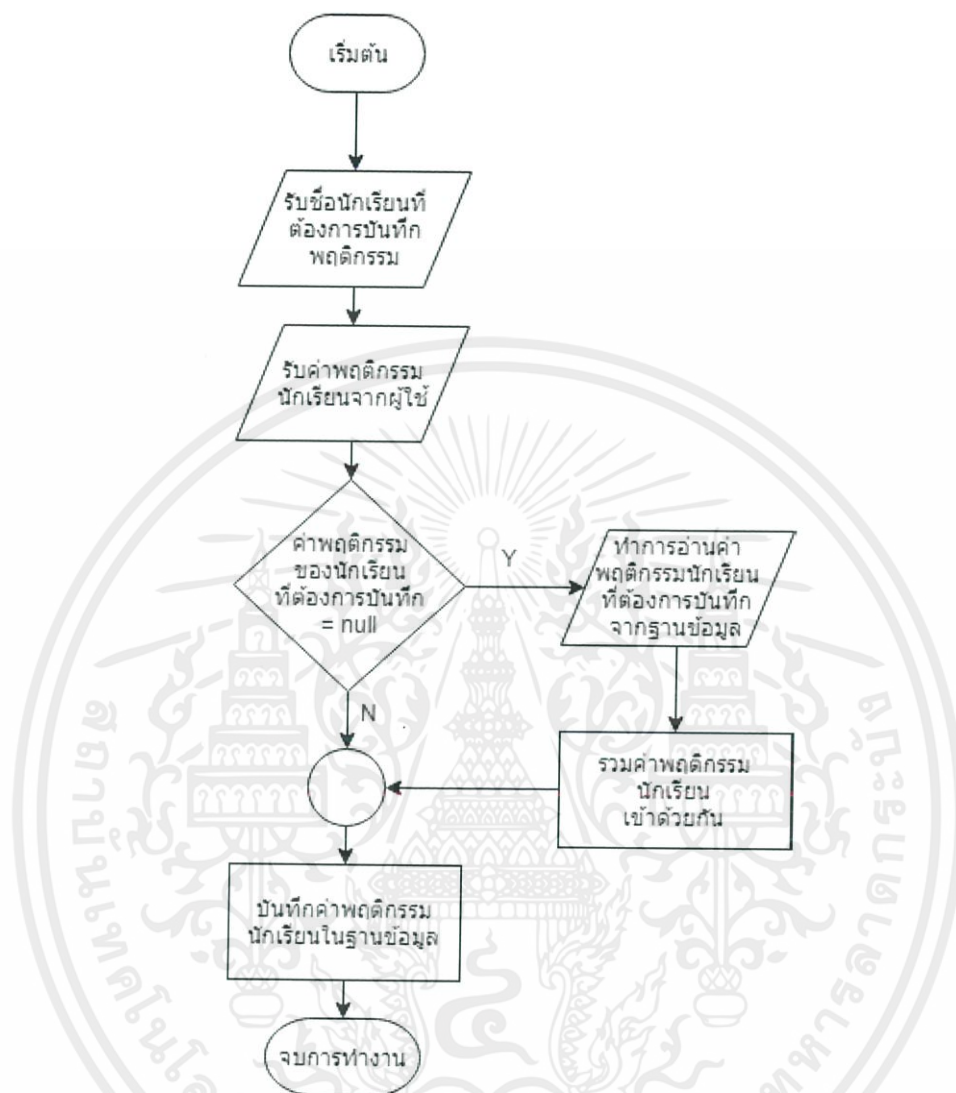 เริ่มต้น
รับชื่อนักเรียนที่
ต้องการบันทึก
พฤติกรรม
รับค่าพฤติกรรม
นักเรียนจากผู้ใช้
ค่าพฤติกรรม
ของนักเรียน
ที่ต้องการบันทึก
= null
Y
ทำการอ่านค่า
พฤติกรรมนักเรียน
ที่ต้องการบันทึก
จากฐานข้อมูล
N
รวมค่าพฤติกรรม
นักเรียน
เข้าด้วยกัน
บันทึกค่าพฤติกรรม
นักเรียนในฐานข้อมูล
จบการทำงาน